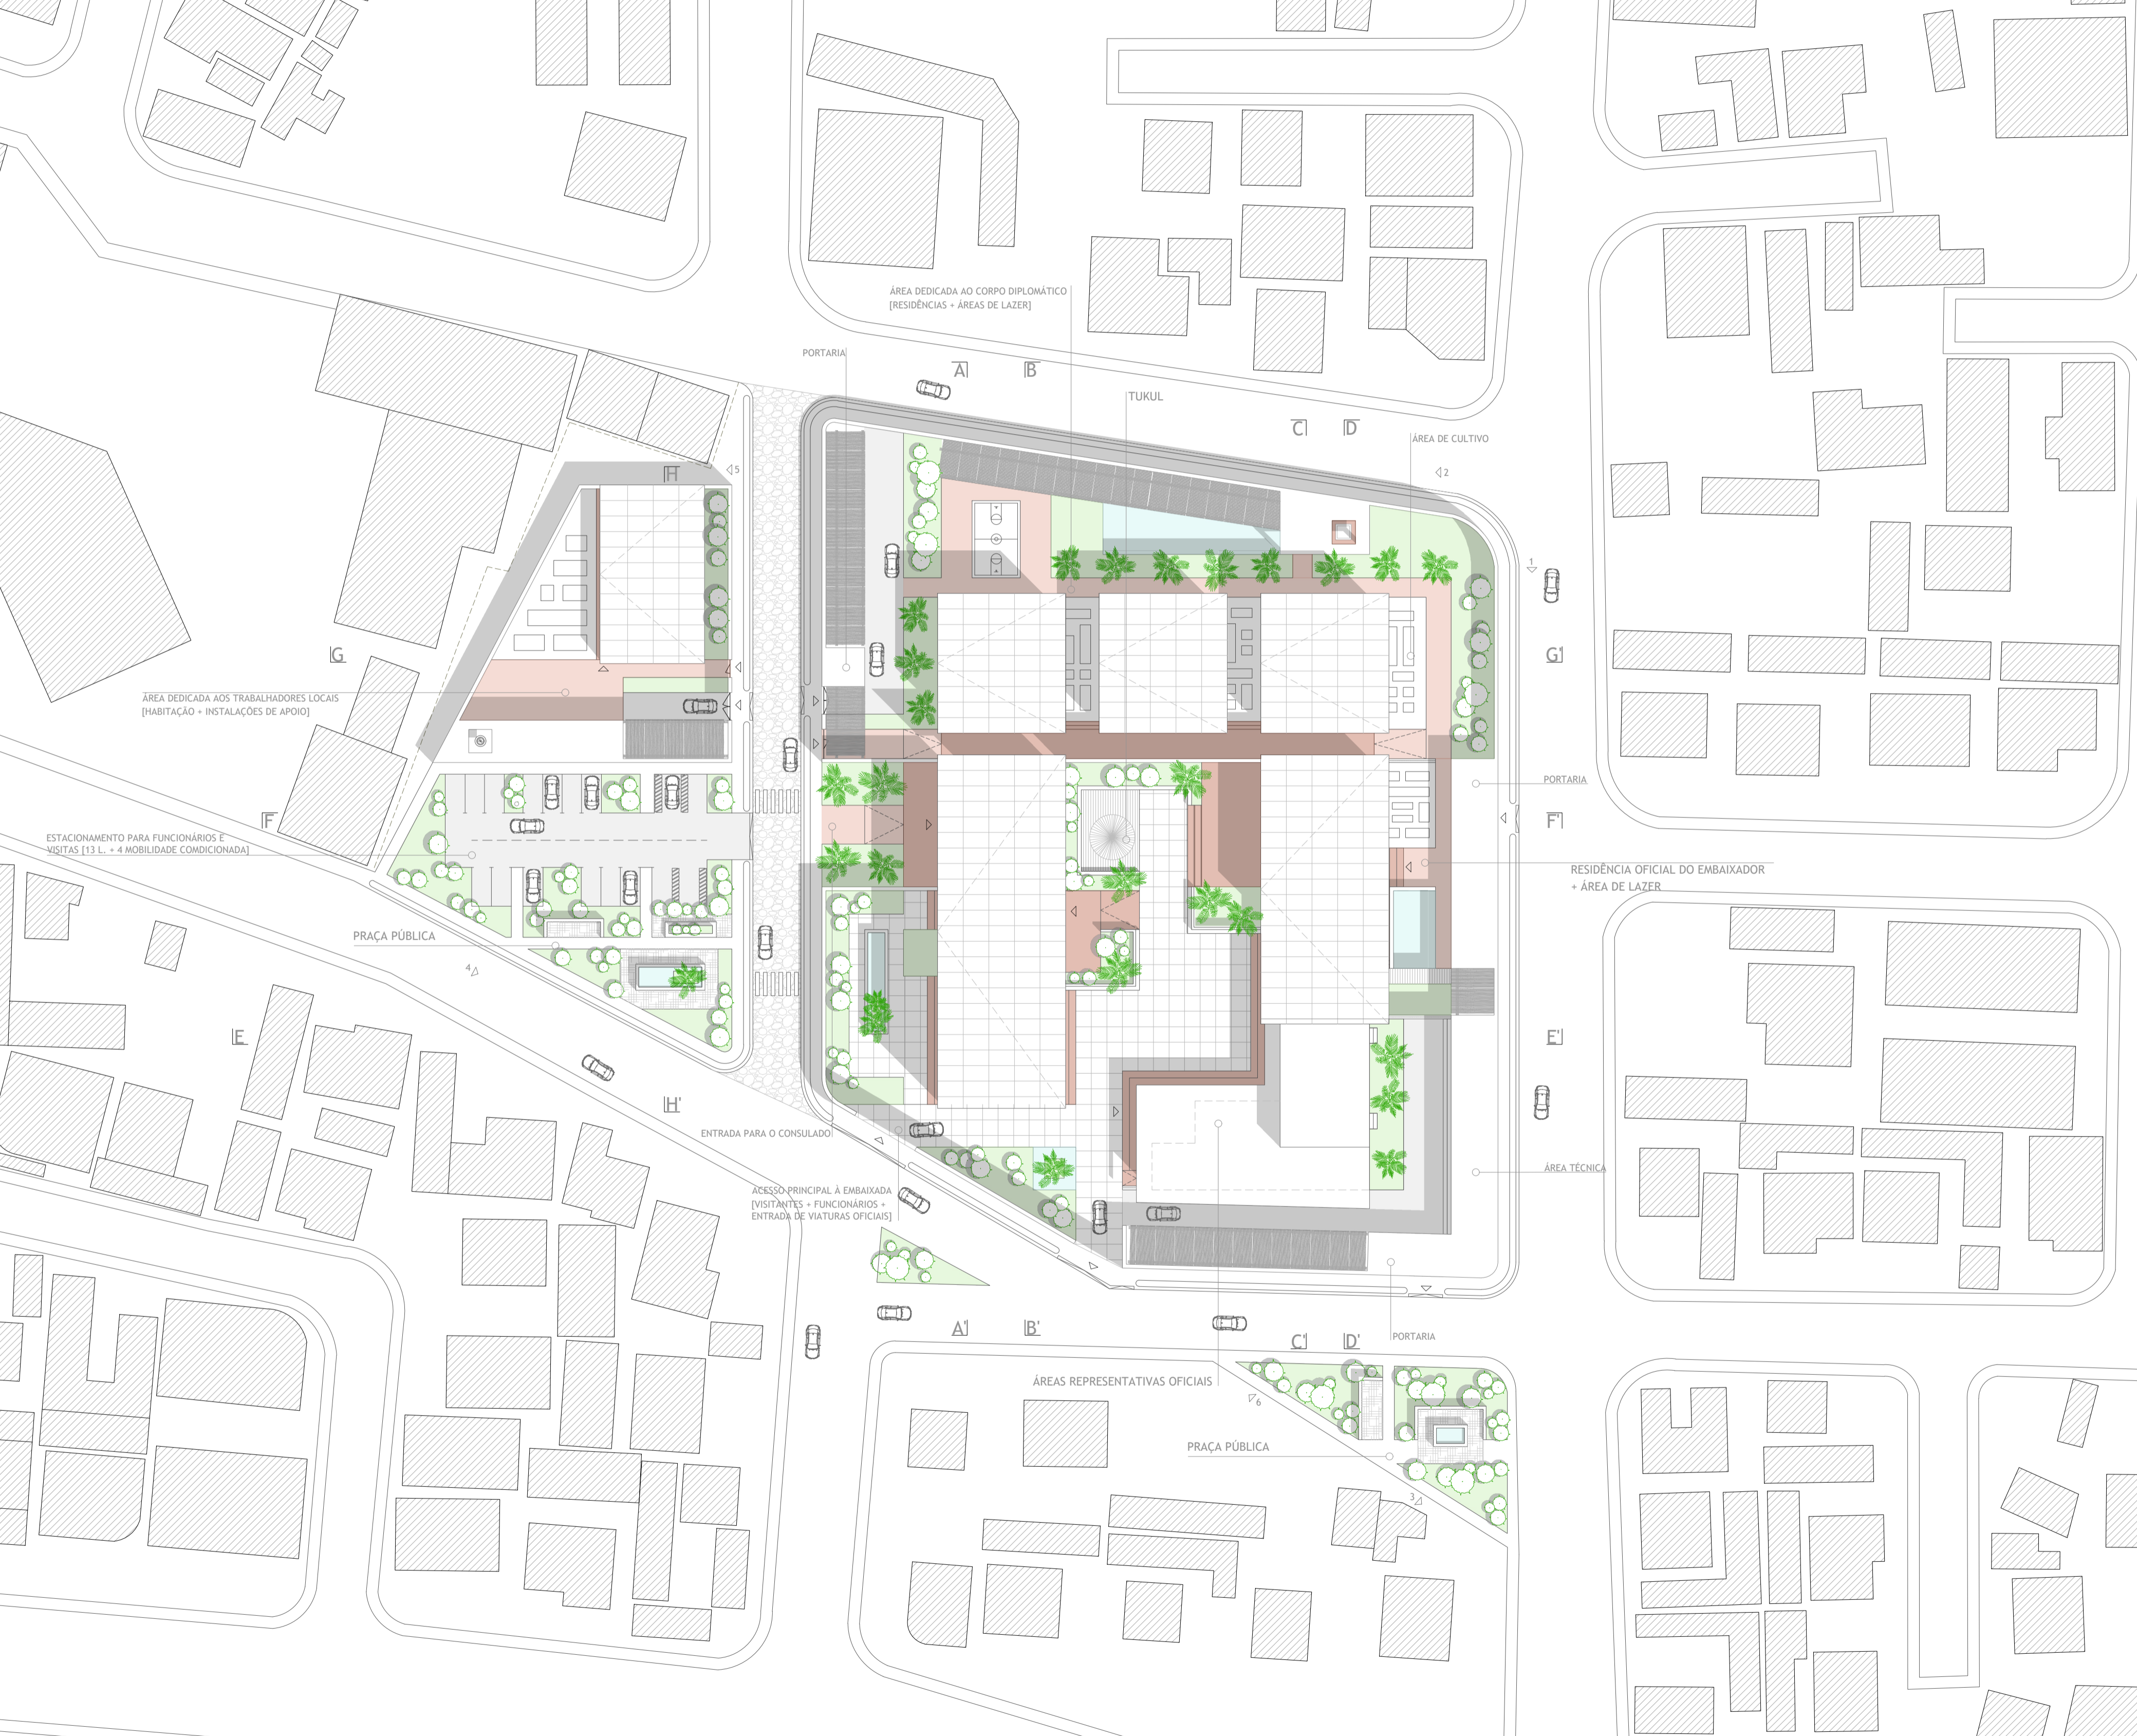 ÁREA DEDICADA AO CORPO DIPLOMÁTICO
[RESIDÊNCIAS + ÁREAS DE LAZER]
PORTARIA
A
B
TUKUL
C
D
ÁREA DE CULTIVO
H
5
2
1
G
G'
ÁREA DEDICADA AOS TRABALHADORES LOCAIS
[HABITAÇÃO + INSTALAÇÕES DE APOIO]
PORTARIA
F
F'
ESTACIONAMENTO PARA FUNCIONÁRIOS E
VISITAS [13 L. + 4 MOBILIDADE COMDICIONADA]
RESIDÊNCIA OFICIAL DO EMBAIXADOR
+ ÁREA DE LAZER
PRAÇA PÚBLICA
4
E
E'
H'
ENTRADA PARA O CONSULADO
ÁREA TÉCNICA
ACESSO PRINCIPAL À EMBAIXADA
[VISITANTES + FUNCIONÁRIOS +
ENTRADA DE VIATURAS OFICIAIS]
A'
B'
C'
D'
PORTARIA
ÁREAS REPRESENTATIVAS OFICIAIS
6
PRAÇA PÚBLICA
3